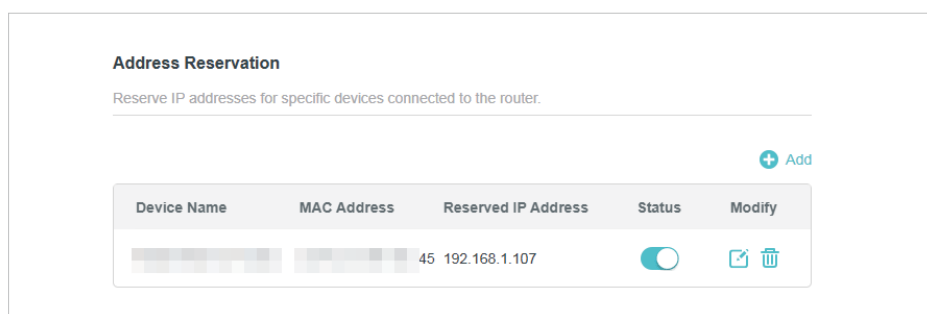 Address Reservation
Reserve IP addresses for specific devices connected to the router.
Add
Device Name MAC Address Reserved IP Address Status Modify
45 192.168.1.107